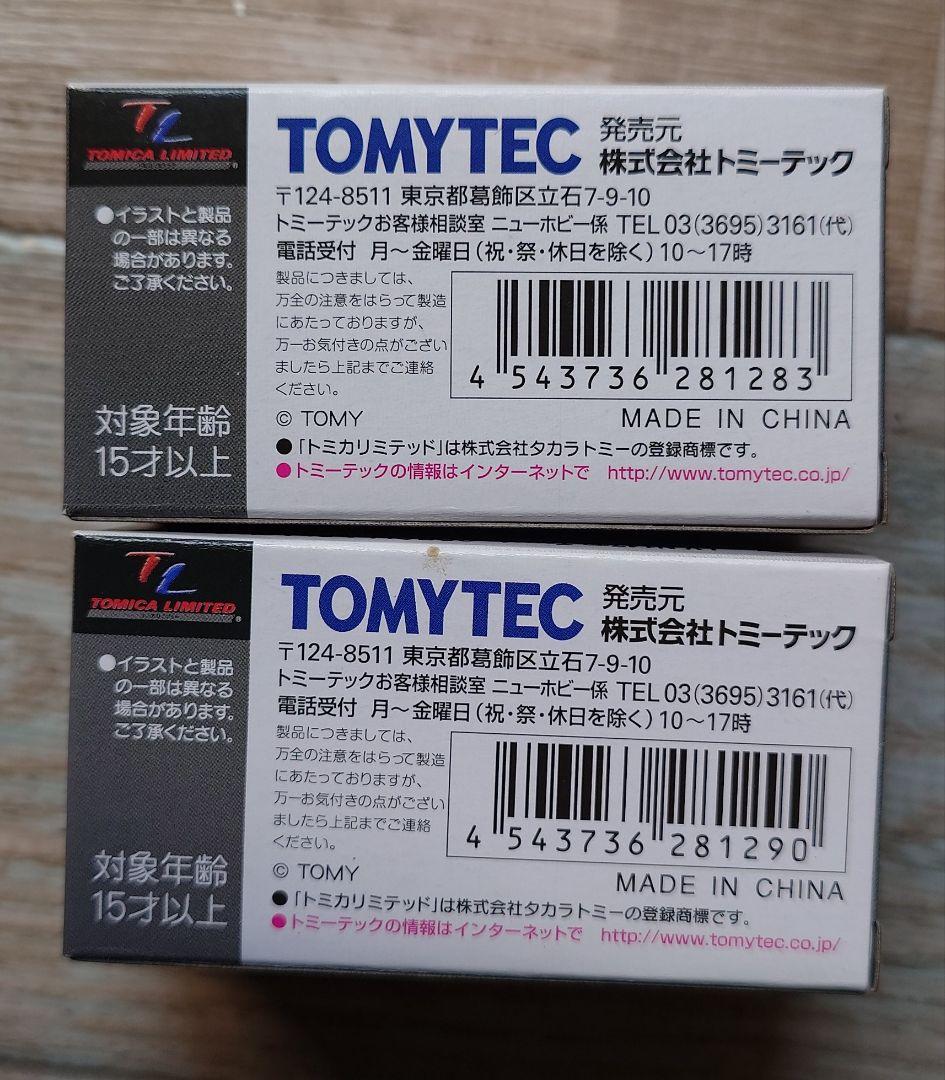 TL
TOMICA LIMITED
●イラストと製品
の一部は異なる
場合があります。
ご了承ください。
対象年齢
15才以上
TOMYTEC 発売元
株式会社トミーテック
〒124-8511 東京都葛飾区立石7-9-10
トミーテックお客様相談室 ニューホビー係 TEL 03(3695)3161(代)
電話受付 月～金曜日(祝・祭・休日を除く)10～17時
製品につきましては、
万全の注意をはらって製造
にあたっておりますが、
万一お気付きの点がござい
ましたら上記までご連絡
ください。
4 543736 281283
© TOMY MADE IN CHINA
●「トミカリミテッド」は株式会社タカラトミーの登録商標です。
●トミーテックの情報はインターネットで http://www.tomytec.co.jp/
TL
TOMICA LIMITED
●イラストと製品
の一部は異なる
場合があります。
ご了承ください。
対象年齢
15才以上
TOMYTEC 発売元
株式会社トミーテック
〒124-8511 東京都葛飾区立石7-9-10
トミーテックお客様相談室 ニューホビー係 TEL 03(3695)3161(代)
電話受付 月～金曜日(祝・祭・休日を除く)10～17時
製品につきましては、
万全の注意をはらって製造
にあたっておりますが、
万一お気付きの点がござい
ましたら上記までご連絡
ください。
4 543736 281290
© TOMY MADE IN CHINA
●「トミカリミテッド」は株式会社タカラトミーの登録商標です。
●トミーテックの情報はインターネットで http://www.tomytec.co.jp/